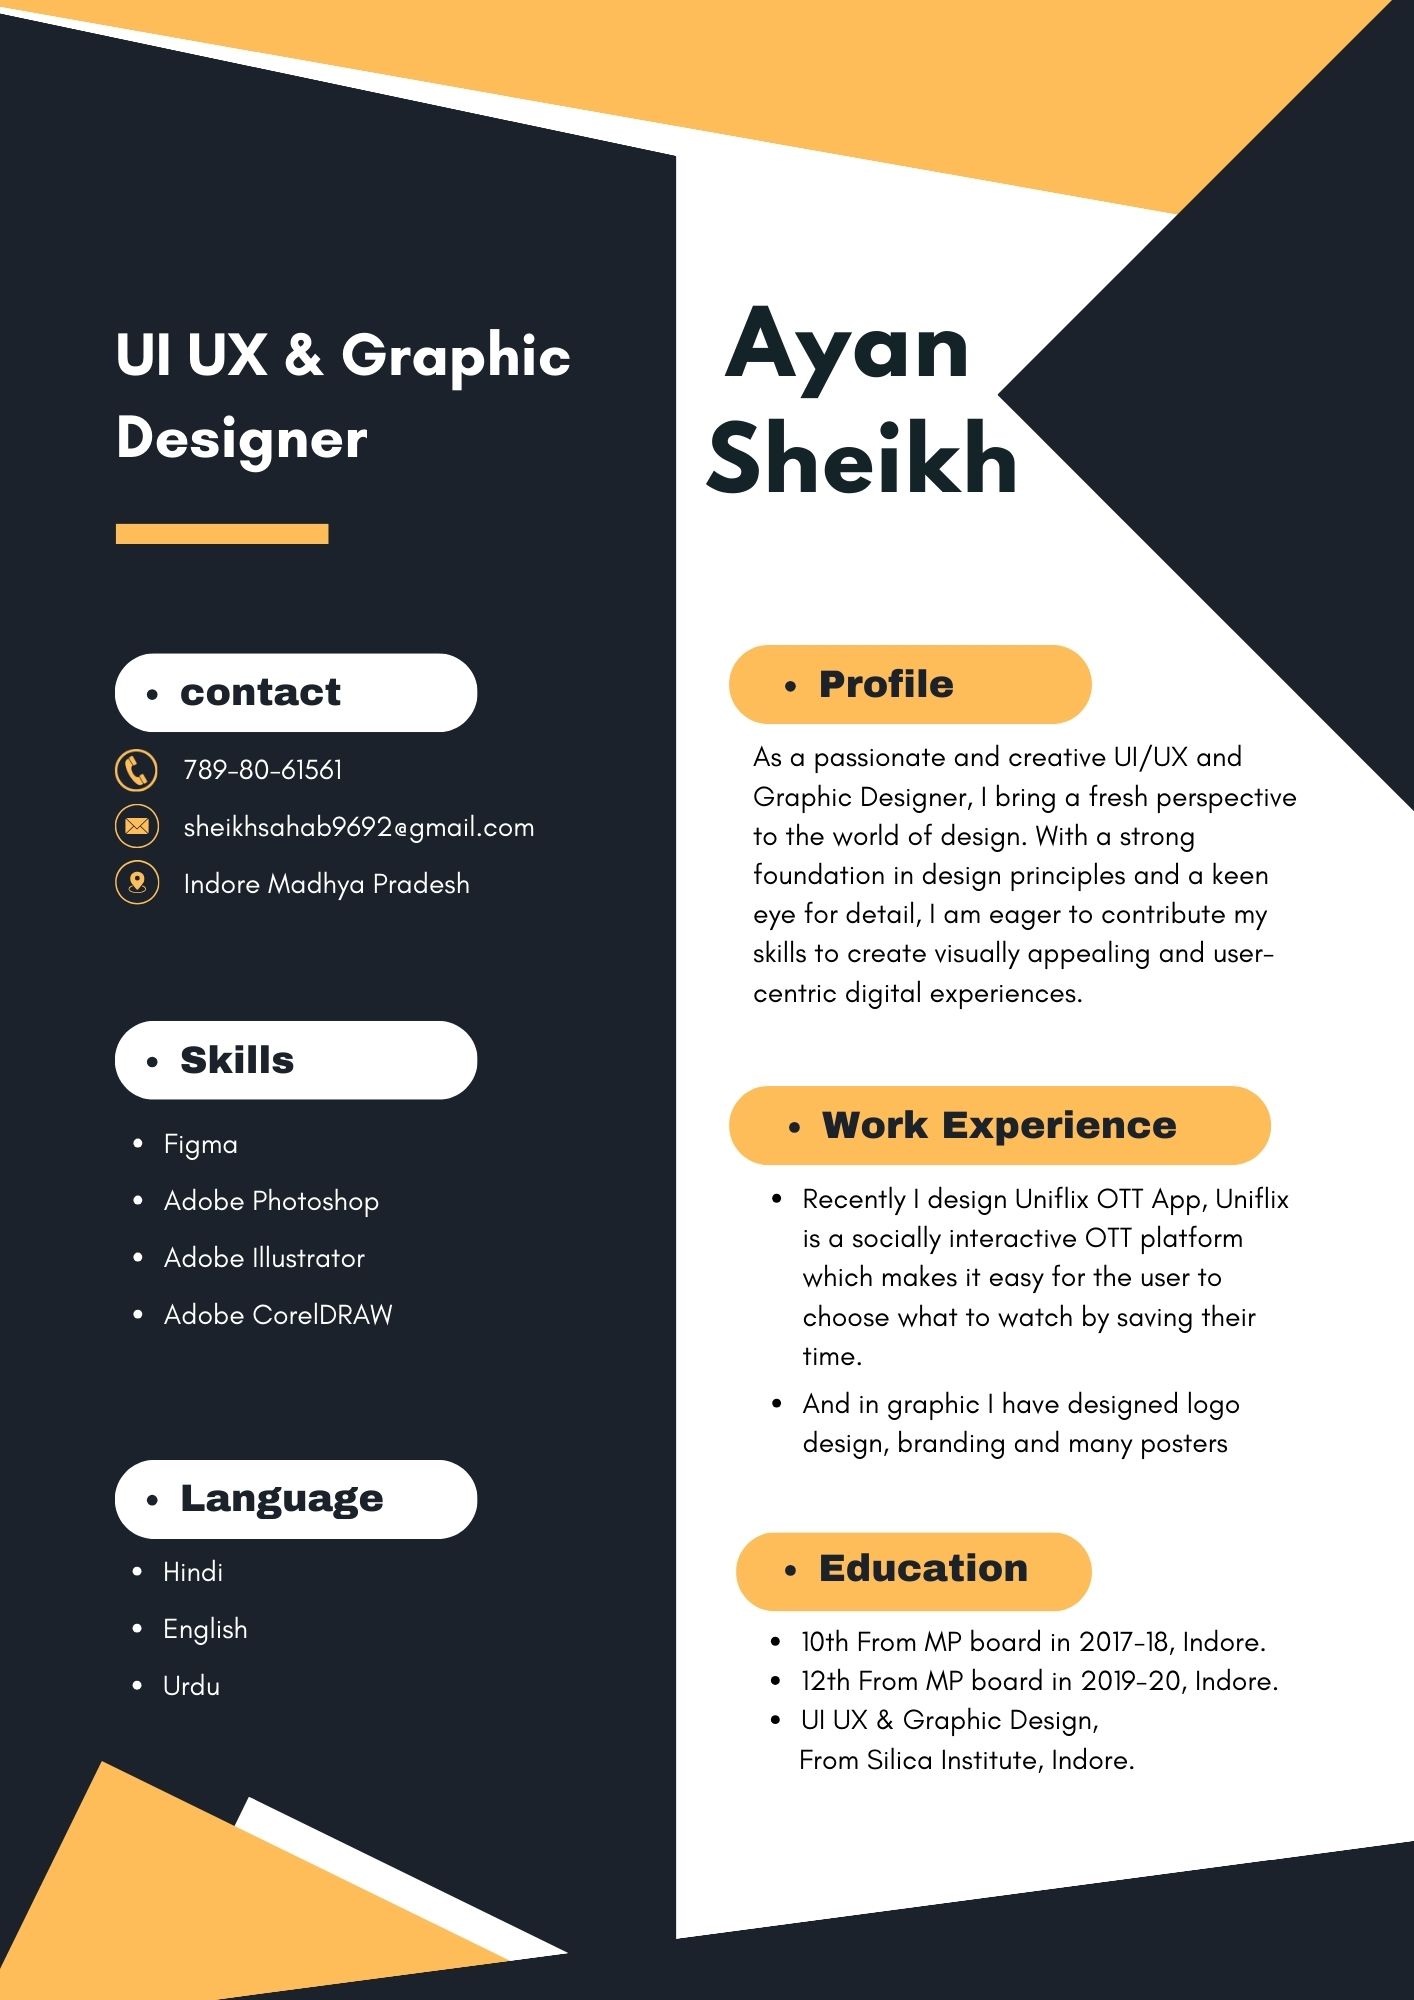 UI UX & Graphic
Designer
Ayan
Sheikh
• contact
789-80-61561
sheikhsahab9692@gmail.com
Indore Madhya Pradesh
• Skills
• Figma
• Adobe Photoshop
• Adobe Illustrator
• Adobe CorelDRAW
• Language
• Hindi
• English
• Urdu
• Profile
As a passionate and creative UI/UX and
Graphic Designer, I bring a fresh perspective
to the world of design. With a strong
foundation in design principles and a keen
eye for detail, I am eager to contribute my
skills to create visually appealing and user-
centric digital experiences.
• Work Experience
• Recently I design Uniflix OTT App, Uniflix
is a socially interactive OTT platform
which makes it easy for the user to
choose what to watch by saving their
time.
• And in graphic I have designed logo
design, branding and many posters
• Education
• 10th From MP board in 2017-18, Indore.
• 12th From MP board in 2019-20, Indore.
• UI UX & Graphic Design,
From Silica Institute, Indore.